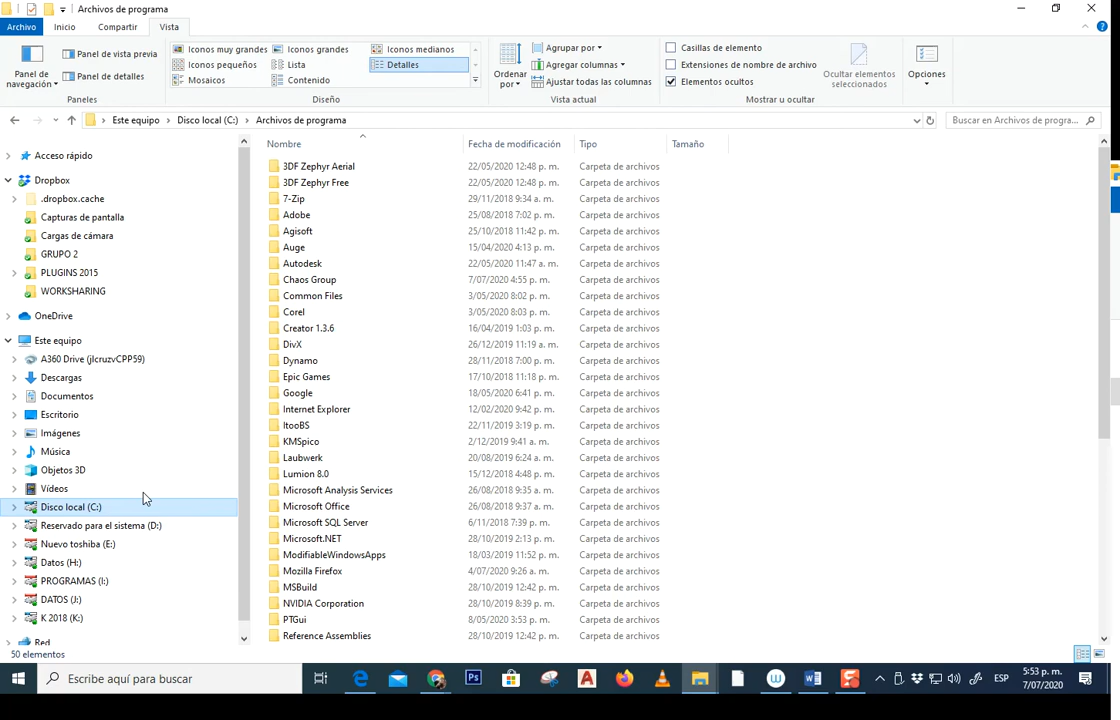 Archivos de programa
Archivo Inicio Compartir Vista
Panel de navegación
Panel de vista previa
Panel de detalles
Paneles
Iconos muy grandes Iconos grandes Iconos medianos
Iconos pequeños Lista Detalles
Mosaicos Contenido
Diseño
Ordenar por
Agrupar por
Agregar columnas
Ajustar todas las columnas
Vista actual
Casillas de elemento
Extensiones de nombre de archivo
Elementos ocultos
Ocultar elementos seleccionados
Mostrar u ocultar
Opciones
Este equipo > Disco local (C:) > Archivos de programa
Buscar en Archivos de progra...
Acceso rápido
Dropbox
.dropbox.cache
Capturas de pantalla
Cargas de cámara
GRUPO 2
PLUGINS 2015
WORKSHARING
OneDrive
Este equipo
A360 Drive (jlcruzvCPP59)
Descargas
Documentos
Escritorio
Imágenes
Música
Objetos 3D
Vídeos
Disco local (C:)
Reservado para el sistema (D:)
Nuevo toshiba (E:)
Datos (H:)
PROGRAMAS (I:)
DATOS (J:)
K 2018 (K:)
Red
Nombre Fecha de modificación Tipo Tamaño
3DF Zephyr Aerial 22/05/2020 12:48 p. m. Carpeta de archivos
3DF Zephyr Free 22/05/2020 12:48 p. m. Carpeta de archivos
7-Zip 29/11/2018 9:34 a. m. Carpeta de archivos
Adobe 25/08/2018 7:02 p. m. Carpeta de archivos
Agisoft 25/10/2018 11:42 p. m. Carpeta de archivos
Auge 15/04/2020 4:13 p. m. Carpeta de archivos
Autodesk 22/05/2020 11:47 a. m. Carpeta de archivos
Chaos Group 7/07/2020 4:55 p. m. Carpeta de archivos
Common Files 3/05/2020 8:02 p. m. Carpeta de archivos
Corel 3/05/2020 8:03 p. m. Carpeta de archivos
Creator 1.3.6 16/04/2019 1:03 p. m. Carpeta de archivos
DivX 26/12/2019 11:19 a. m. Carpeta de archivos
Dynamo 28/11/2018 7:00 p. m. Carpeta de archivos
Epic Games 17/10/2018 11:18 p. m. Carpeta de archivos
Google 18/05/2020 6:41 p. m. Carpeta de archivos
Internet Explorer 12/02/2020 9:42 p. m. Carpeta de archivos
ItooBS 22/11/2019 3:19 p. m. Carpeta de archivos
KMSpico 2/12/2019 9:41 a. m. Carpeta de archivos
Laubwerk 20/08/2019 6:24 a. m. Carpeta de archivos
Lumion 8.0 15/12/2018 4:48 p. m. Carpeta de archivos
Microsoft Analysis Services 26/08/2018 9:35 a. m. Carpeta de archivos
Microsoft Office 26/08/2018 9:37 a. m. Carpeta de archivos
Microsoft SQL Server 6/11/2018 7:39 p. m. Carpeta de archivos
Microsoft.NET 28/10/2019 2:13 p. m. Carpeta de archivos
ModifiableWindowsApps 18/03/2019 11:52 p. m. Carpeta de archivos
Mozilla Firefox 4/07/2020 9:26 a. m. Carpeta de archivos
MSBuild 28/10/2019 12:42 p. m. Carpeta de archivos
NVIDIA Corporation 28/10/2019 8:39 p. m. Carpeta de archivos
PTGui 8/05/2020 3:53 p. m. Carpeta de archivos
Reference Assemblies 28/10/2019 12:42 p. m. Carpeta de archivos
50 elementos
Escribe aquí para buscar
Ps
ESP
5:53 p. m.
7/07/2020